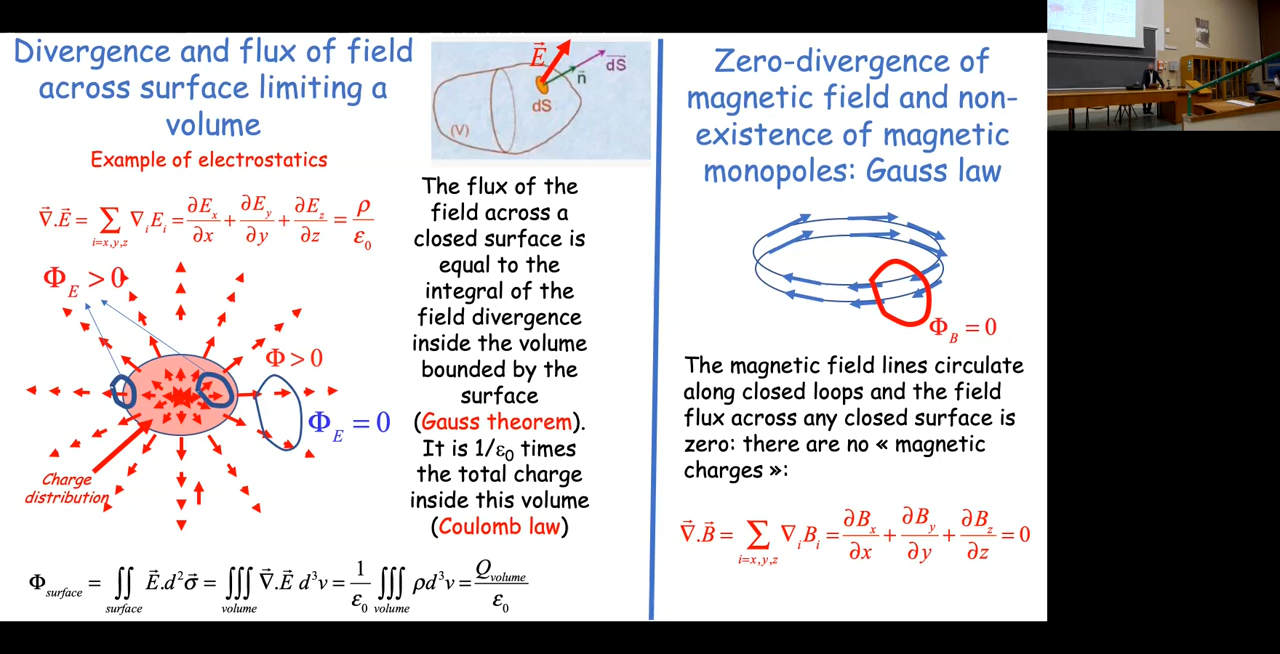 Divergence and flux of field
across surface limiting a
volume
Example of electrostatics
∇⃗.E⃗ = ∑ ∇ᵢEᵢ = ∂Eₓ/∂x + ∂E_y/∂y + ∂E_z/∂z = ρ/ε₀
i=x,y,z
Φ_E > 0
Φ > 0
Φ_E = 0
Charge
distribution
E⃗
dS⃗
n⃗
dS
(V)
The flux of the
field across a
closed surface is
equal to the
integral of the
field divergence
inside the volume
bounded by the
surface
(Gauss theorem).
It is 1/ε₀ times
the total charge
inside this volume
(Coulomb law)
Φ_surface = ∬ E⃗.d²σ⃗ = ∭ ∇⃗.E⃗ d³v = 1/ε₀ ∭ ρd³v = Q_volume/ε₀
surface volume volume
Zero-divergence of
magnetic field and non-
existence of magnetic
monopoles: Gauss law
Φ_B = 0
The magnetic field lines circulate
along closed loops and the field
flux across any closed surface is
zero: there are no « magnetic
charges »:
∇⃗.B⃗ = ∑ ∇ᵢBᵢ = ∂Bₓ/∂x + ∂B_y/∂y + ∂B_z/∂z = 0
i=x,y,z